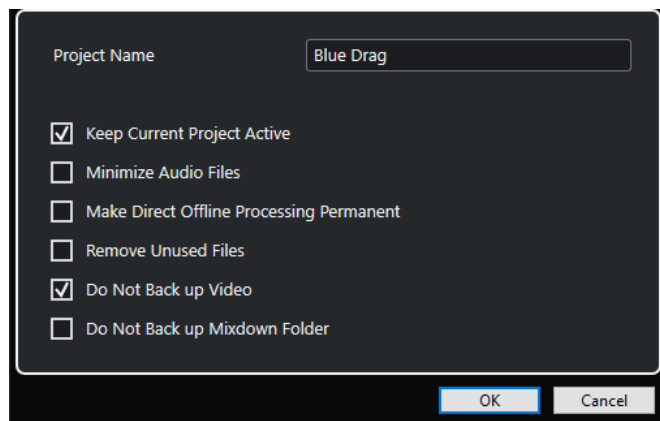 Project Name Blue Drag
Keep Current Project Active
Minimize Audio Files
Make Direct Offline Processing Permanent
Remove Unused Files
Do Not Back up Video
Do Not Back up Mixdown Folder
OK Cancel